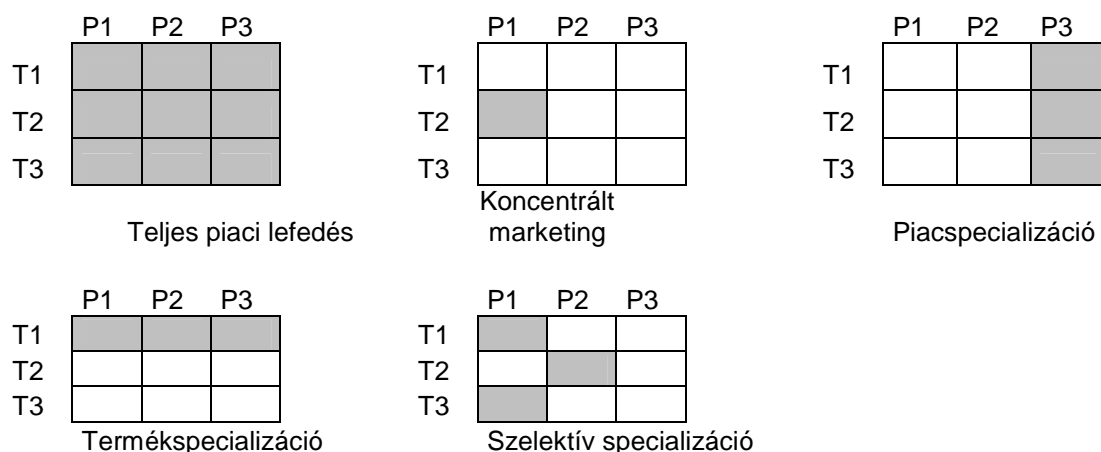 P1 P2 P3
T1
T2
T3
Teljes piaci lefedés
P1 P2 P3
T1
T2
T3
Koncentrált
marketing
P1 P2 P3
T1
T2
T3
Piacspecializáció
P1 P2 P3
T1
T2
T3
Termékspecializáció
P1 P2 P3
T1
T2
T3
Szelektív specializáció